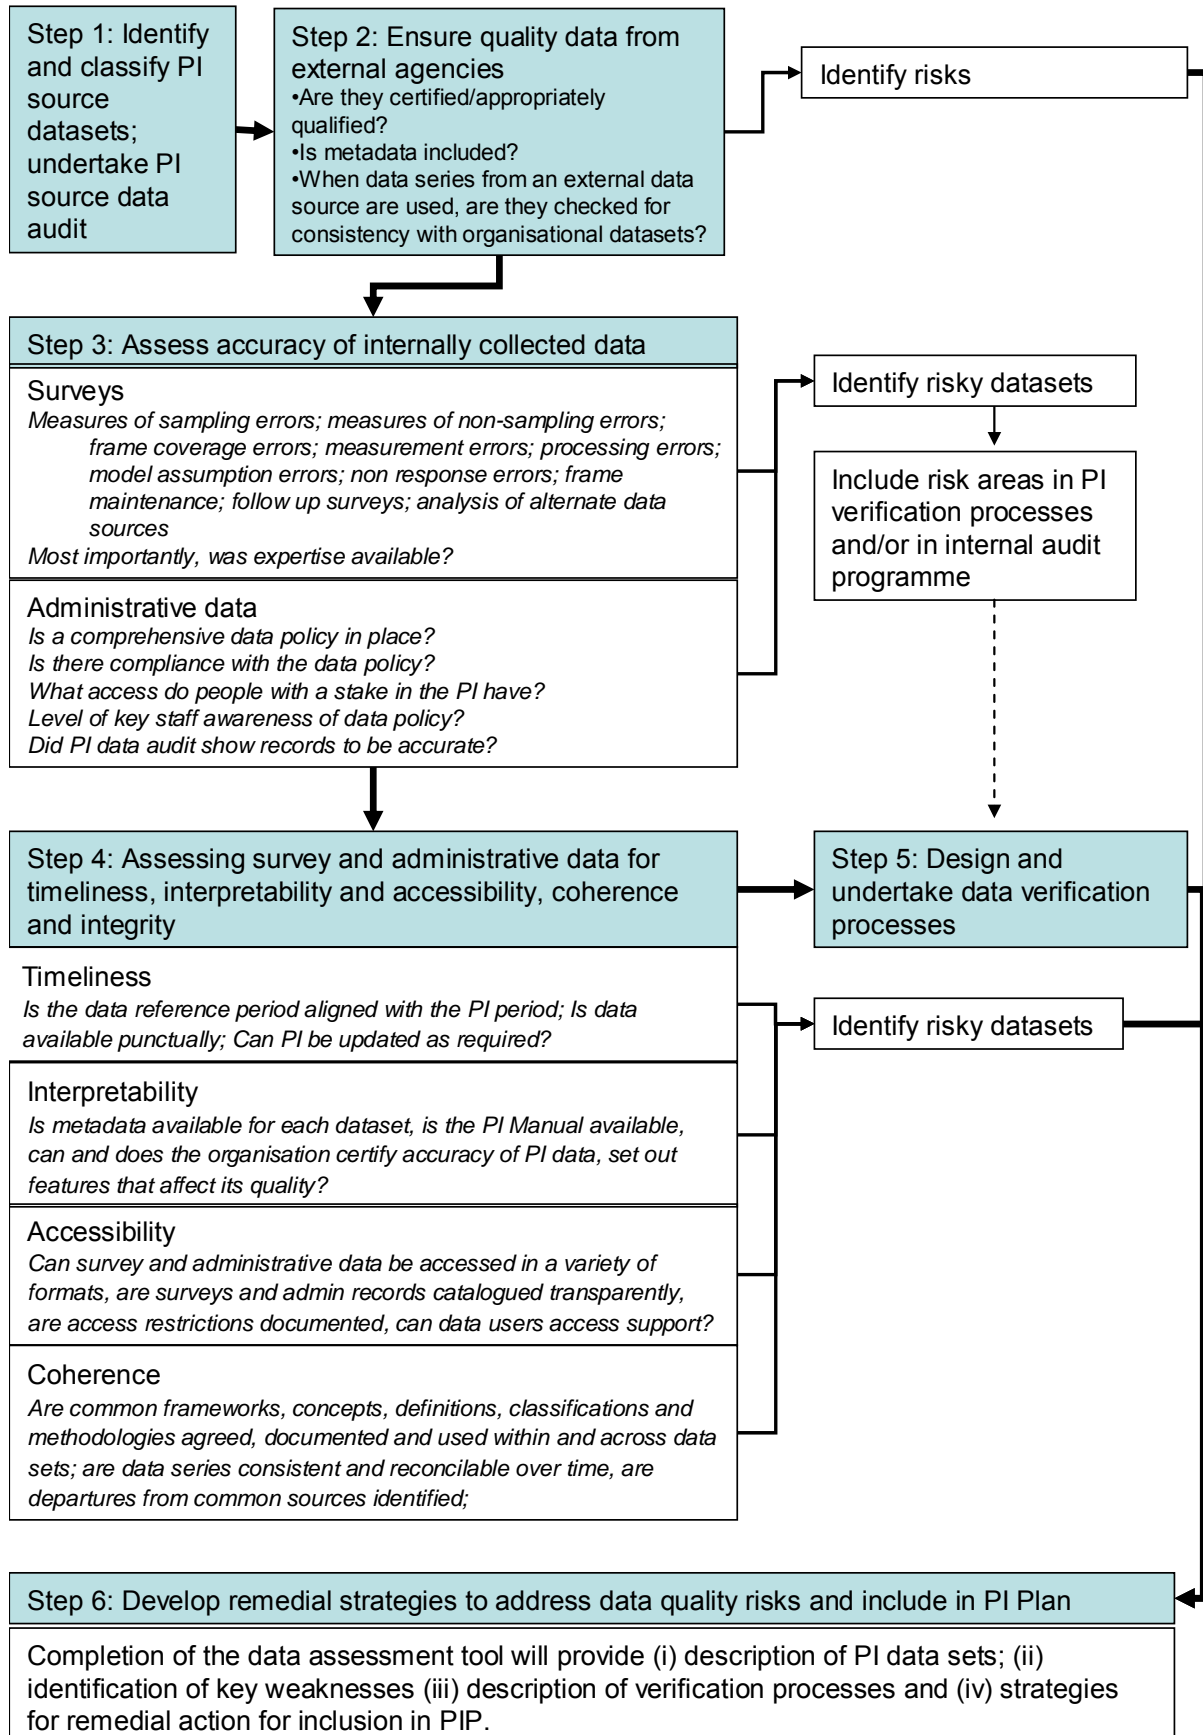 Step 1: Identify
and classify PI
source
datasets;
undertake PI
source data
audit
Step 2: Ensure quality data from
external agencies
•Are they certified/appropriately
qualified?
•Is metadata included?
•When data series from an external data
source are used, are they checked for
consistency with organisational datasets?
Identify risks
Step 3: Assess accuracy of internally collected data
Surveys
Measures of sampling errors; measures of non-sampling errors;
frame coverage errors; measurement errors; processing errors;
model assumption errors; non response errors; frame
maintenance; follow up surveys; analysis of alternate data
sources
Most importantly, was expertise available?
Administrative data
Is a comprehensive data policy in place?
Is there compliance with the data policy?
What access do people with a stake in the PI have?
Level of key staff awareness of data policy?
Did PI data audit show records to be accurate?
Identify risky datasets
Include risk areas in PI
verification processes
and/or in internal audit
programme
Step 4: Assessing survey and administrative data for
timeliness, interpretability and accessibility, coherence
and integrity
Step 5: Design and
undertake data verification
processes
Timeliness
Is the data reference period aligned with the PI period; Is data
available punctually; Can PI be updated as required?
Identify risky datasets
Interpretability
Is metadata available for each dataset, is the PI Manual available,
can and does the organisation certify accuracy of PI data, set out
features that affect its quality?
Accessibility
Can survey and administrative data be accessed in a variety of
formats, are surveys and admin records catalogued transparently,
are access restrictions documented, can data users access support?
Coherence
Are common frameworks, concepts, definitions, classifications and
methodologies agreed, documented and used within and across data
sets; are data series consistent and reconcilable over time, are
departures from common sources identified;
Step 6: Develop remedial strategies to address data quality risks and include in PI Plan
Completion of the data assessment tool will provide (i) description of PI data sets; (ii)
identification of key weaknesses (iii) description of verification processes and (iv) strategies
for remedial action for inclusion in PIP.